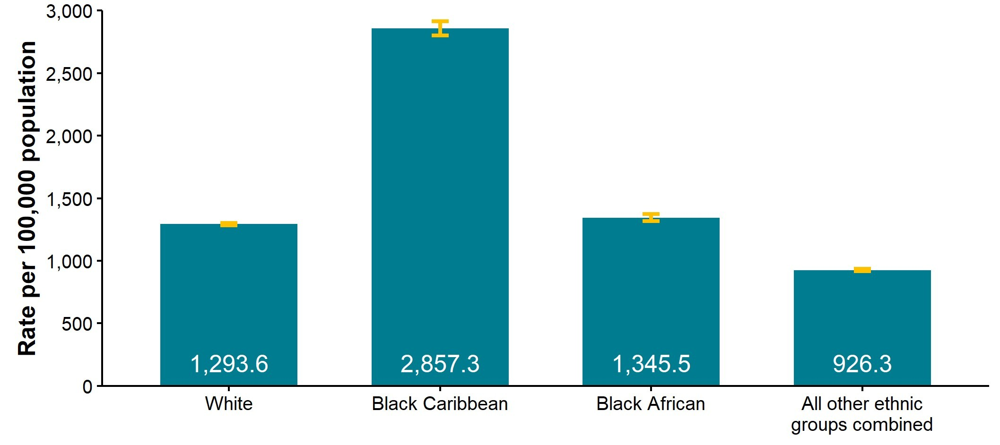 Rate per 100,000 population
3,000
2,500
2,000
1,500
1,000
500
0
1,293.6
2,857.3
1,345.5
926.3
White
Black Caribbean
Black African
All other ethnic
groups combined